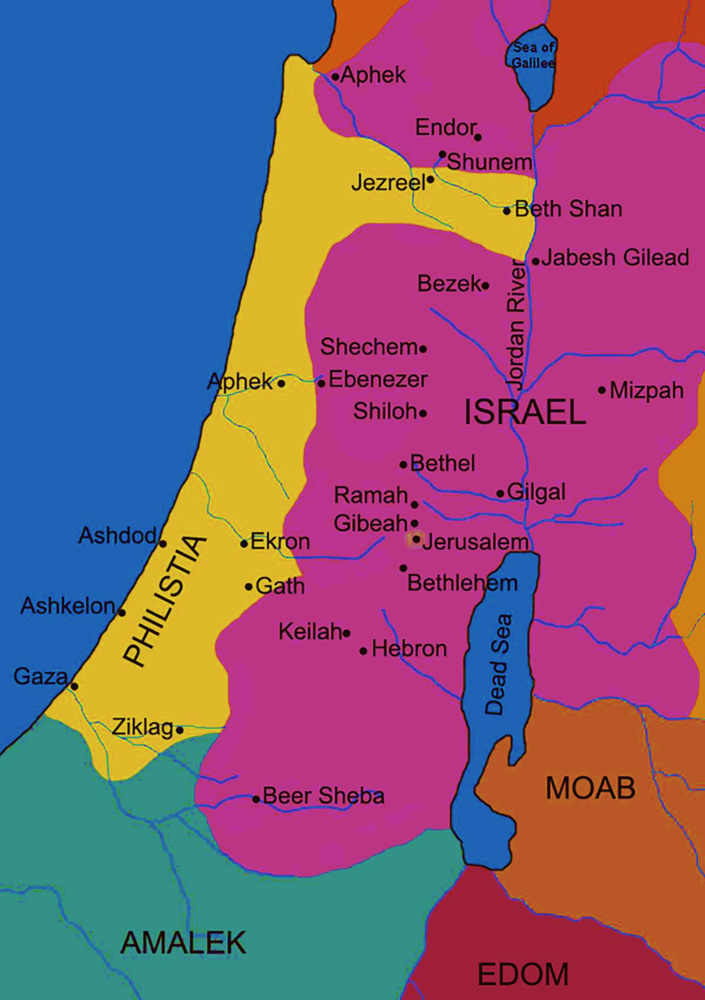 Sea of
Galilee
Aphek
Endor
Shunem
Jezreel
Beth Shan
Jabesh Gilead
Bezek
Jordan River
Shechem
Aphek
Ebenezer
Mizpah
Shiloh
ISRAEL
Bethel
Ramah
Gilgal
Gibeah
Ashdod
Ekron
Jerusalem
PHILISTIA
Gath
Bethlehem
Ashkelon
Keilah
Hebron
Dead Sea
Gaza
Ziklag
MOAB
Beer Sheba
AMALEK
EDOM